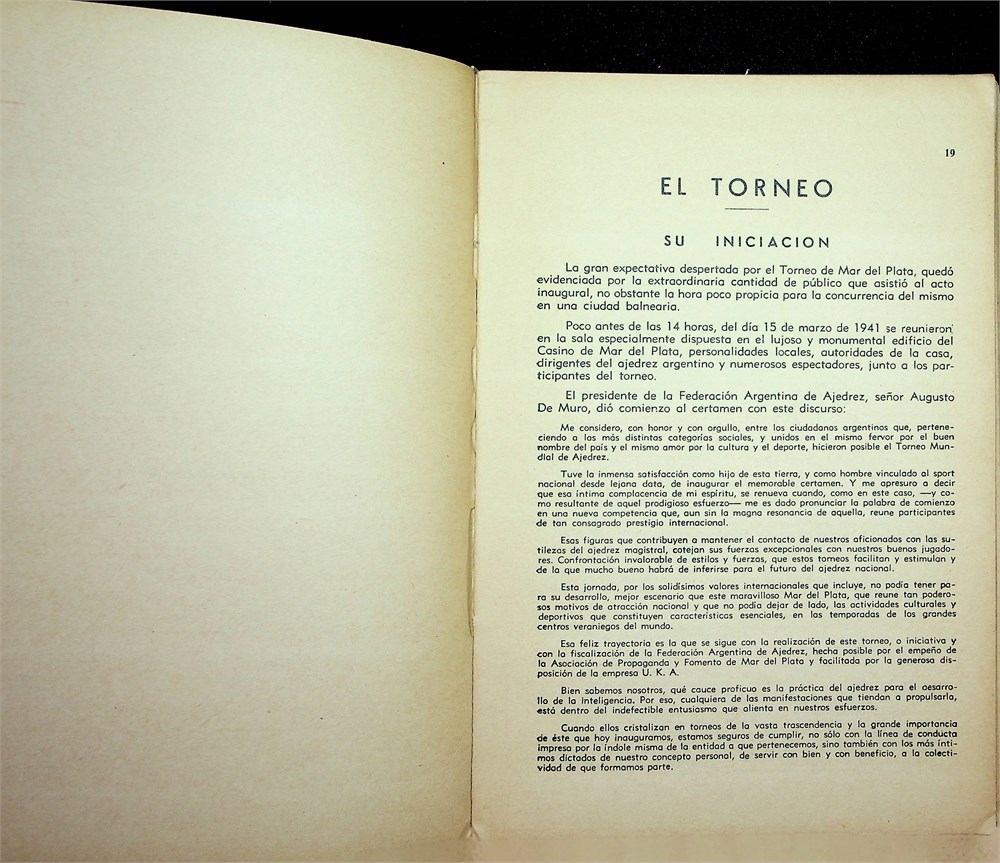 19
EL TORNEO
SU INICIACION
La gran expectativa despertada por el Torneo de Mar del Plata, quedó
evidenciada por la extraordinaria cantidad de público que asistió al acto
inaugural, no obstante la hora poco propicia para la concurrencia del mismo
en una ciudad balnearia.
Poco antes de las 14 horas, del día 15 de marzo de 1941 se reunieron
en la sala especialmente dispuesta en el lujoso y monumental edificio del
Casino de Mar del Plata, personalidades locales, autoridades de la casa,
dirigentes del ajedrez argentino y numerosos espectadores, junto a los par-
ticipantes del torneo.
El presidente de la Federación Argentina de Ajedrez, señor Augusto
De Muro, dió comienzo al certamen con este discurso:
Me considero, con honor y con orgullo, entre los ciudadanos argentinos que, pertene-
ciendo a las más distintas categorías sociales, y unidos en el mismo fervor por el buen
nombre del país y el mismo amor por la cultura y el deporte, hicieron posible el Torneo Mun-
dial de Ajedrez.
Tuve la inmensa satisfacción como hijo de esta tierra, y como hombre vinculado al sport
nacional desde lejana data, de inaugurar el memorable certamen. Y me apresuro a decir
que esa íntima complacencia de mi espíritu, se renueva cuando, como en este caso, —y co-
mo resultante de aquel prodigioso esfuerzo— me es dado pronunciar la palabra de comienzo
en una nueva competencia que, aun sin la magna resonancia de aquella, reune participantes
de tan consagrado prestigio internacional.
Esas figuras que contribuyen a mantener el contacto de nuestros aficionados con las su-
tilezas del ajedrez magistral, cotejan sus fuerzas excepcionales con nuestros buenos jugado-
res. Confrontación invalorable de estilos y fuerzas, que estos torneos facilitan y estimulan y
de la que mucho bueno habrá de inferirse para el futuro del ajedrez nacional.
Esta jornada, por los solidísimos valores internacionales que incluye, no podía tener pa-
ra su desarrollo, mejor escenario que este maravilloso Mar del Plata, que reune tan podero-
sos motivos de atracción nacional y que no podía dejar de lado, las actividades culturales y
deportivos que constituyen características esenciales, en las temporadas de los grandes
centros veraniegos del mundo.
Esa feliz trayectoria es la que se sigue con la realización de este torneo, o iniciativa y
con la fiscalización de la Federación Argentina de Ajedrez, hecha posible por el empeño de
la Asociación de Propaganda y Fomento de Mar del Plata y facilitada por la generosa dis-
posición de la empresa U. K. A.
Bien sabemos nosotros, qué cauce proficuo es la práctica del ajedrez para el desarro-
llo de la Inteligencia. Por eso, cualquiera de las manifestaciones que tiendan a propulsarla,
está dentro del indefectible entusiasmo que alienta en nuestros esfuerzos.
Cuando ellos cristalizan en torneos de la vasta trascendencia y la grande importancia
de éste que hoy inauguramos, estamos seguros de cumplir, no sólo con la línea de conducta
impresa por la índole misma de la entidad a que pertenecemos, sino también con los más ínti-
mos dictados de nuestro concepto personal, de servir con bien y con beneficio, a la colecti-
vidad de que formamos parte.